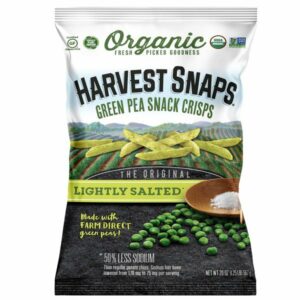 Organic
FRESH PICKED GOODNESS
HARVEST SNAPS
GREEN PEA SNACK CRISPS
THE ORIGINAL
LIGHTLY SALTED
Made with
FARM DIRECT
green peas!
50% LESS SODIUM